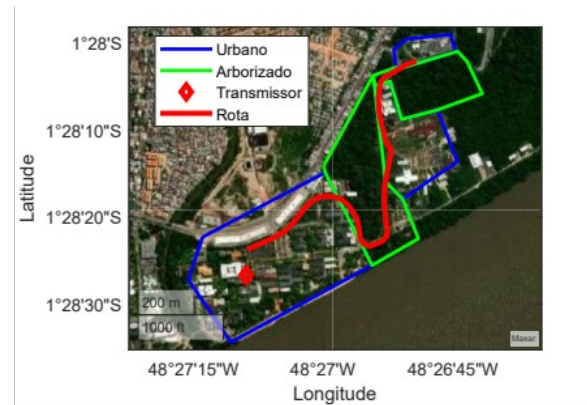 1°28'S
Urbano
Arborizado
Transmissor
Rota
1°28'10"S
Latitude
1°28'20"S
1°28'30"S
200 m
1000 ft
Maxar
48°27'15"W
48°27'W
48°26'45"W
Longitude